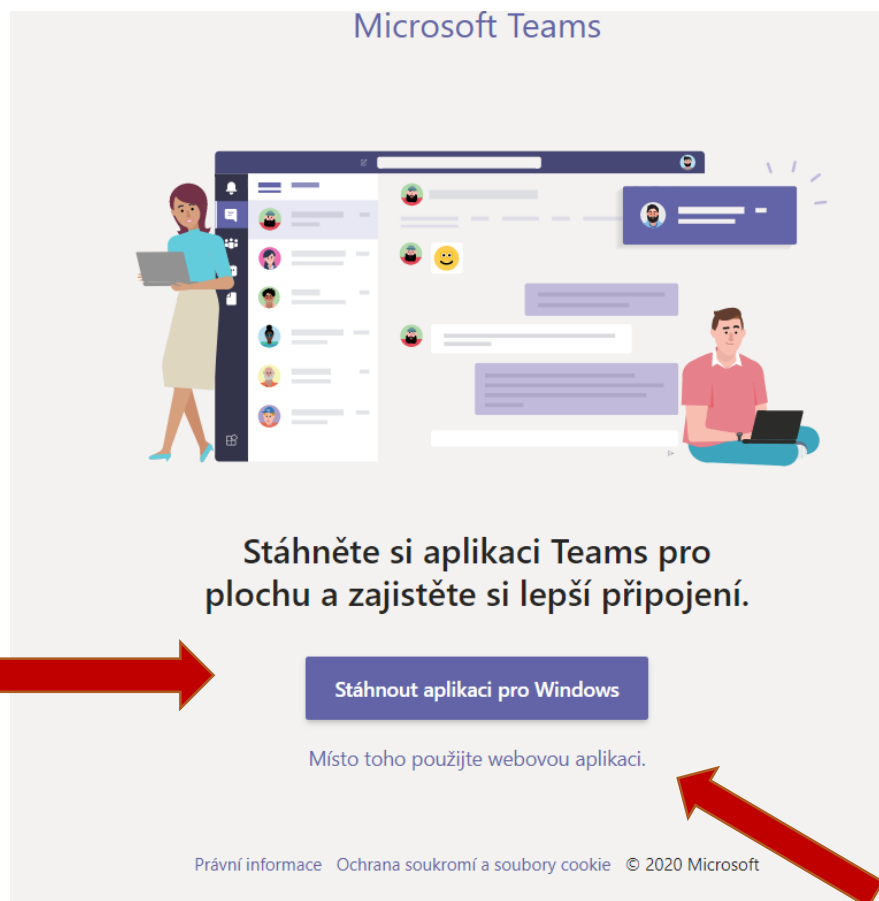 Microsoft Teams
Stáhněte si aplikaci Teams pro
plochu a zajistěte si lepší připojení.
Stáhnout aplikaci pro Windows
Místo toho použijte webovou aplikaci.
Právní informace Ochrana soukromí a soubory cookie © 2020 Microsoft